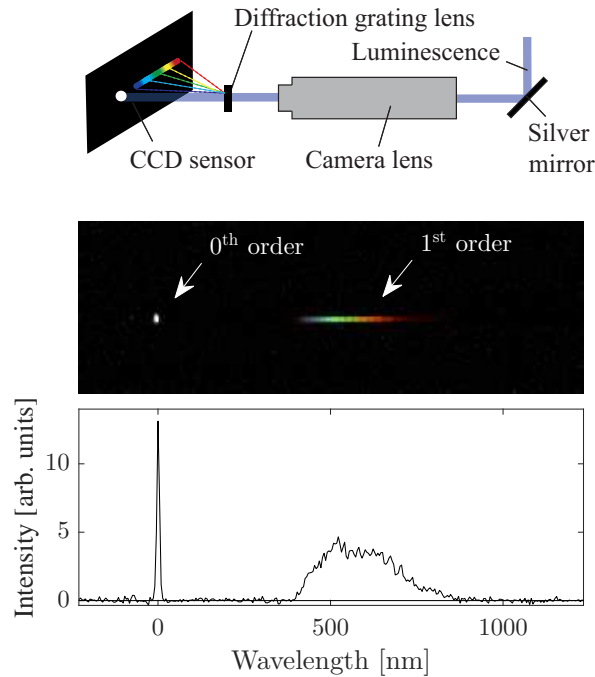 Diffraction grating lens
Luminescence
CCD sensor
Camera lens
Silver
mirror
0th order
1st order
Intensity [arb. units]
10
5
0
0
500
1000
Wavelength [nm]